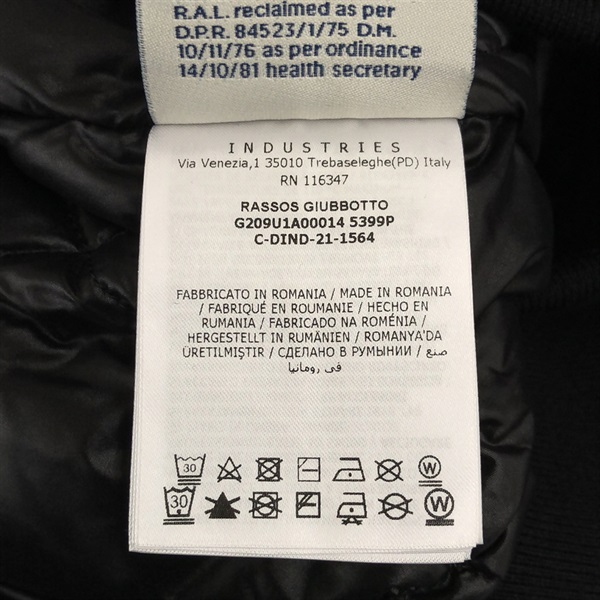 R.A.L. reclaimed as per
D.P.R. 84523/1/75 D.M.
10/11/76 as per ordinance
14/10/81 health secretary
INDUSTRIES
Via Venezia,1 35010 Trebaseleghe(PD) Italy
RN 116347
RASSOS GIUBBOTTO
G209U1A00014 5399P
C-DIND-21-1564
FABBRICATO IN ROMANIA / MADE IN ROMANIA
/ FABRIQUÉ EN ROUMANIE / HECHO EN
RUMANIA / FABRICADO NA ROMÉNIA /
HERGESTELLT IN RUMÄNIEN / ROMANYA'DA
ÜRETILMIŞTIR / СДЕЛАНО В РУМЫНИИ / صنع
في رومانيا
30 W
30 W